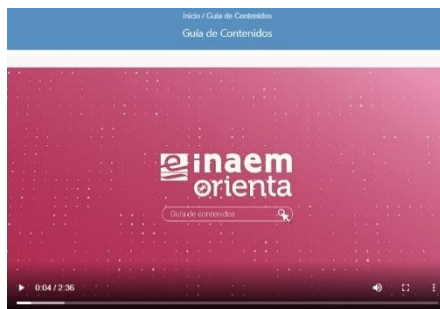 Inicio / Guía de Contenidos
Guía de Contenidos
inaem
orienta
Guía de contenidos
0:04 / 2:36